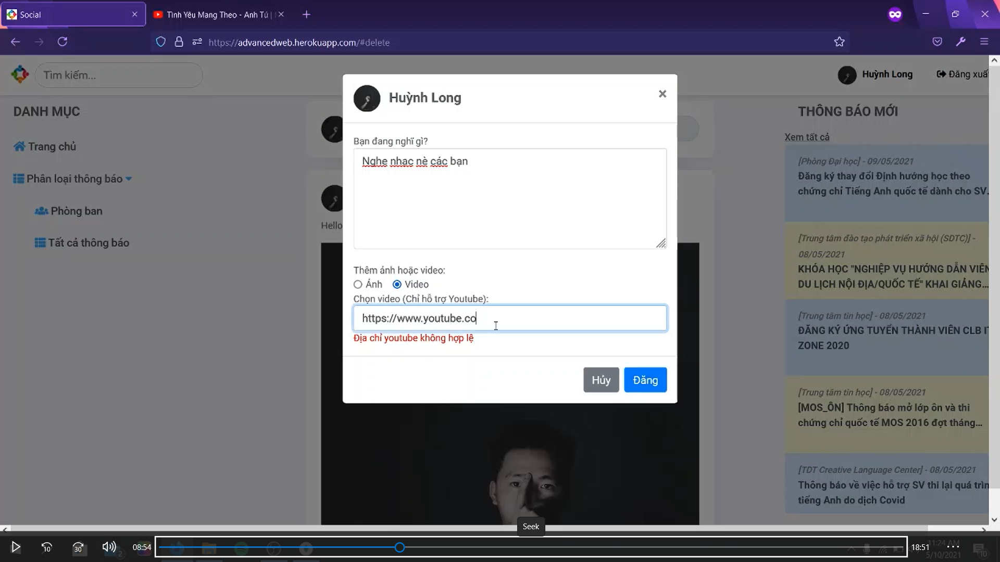 Social
Tình Yêu Mang Theo - Anh Tú |
https://advancedweb.herokuapp.com/#delete
Tìm kiếm...
Huỳnh Long
Đăng xuất
DANH MỤC
Trang chủ
Phân loại thông báo
Phòng ban
Tất cả thông báo
Hello
Huỳnh Long
×
Bạn đang nghĩ gì?
Nghe nhac nè các bạn
Thêm ảnh hoặc video:
Ảnh
Video
Chọn video (Chỉ hỗ trợ Youtube):
https://www.youtube.co
Địa chỉ youtube không hợp lệ
Hủy
Đăng
THÔNG BÁO MỚI
Xem tất cả
[Phòng Đại học] - 09/05/2021
Đăng ký thay đổi Định hướng học theo
chứng chỉ Tiếng Anh quốc tế dành cho SV.
[Trung tâm đào tạo phát triển xã hội (SDTC)] -
08/05/2021
KHÓA HỌC "NGHIỆP VỤ HƯỚNG DẪN VIÊN
DU LỊCH NỘI ĐỊA/QUỐC TẾ" KHAI GIẢNG...
[Trung tâm tin học] - 08/05/2021
ĐĂNG KÝ ỨNG TUYỂN THÀNH VIÊN CLB IT
ZONE 2020
[Trung tâm tin học] - 08/05/2021
[MOS_ÔN] Thông báo mở lớp ôn và thi
chứng chỉ quốc tế MOS 2016 đợt tháng...
[TDT Creative Language Center] - 08/05/2021
Thông báo về việc hỗ trợ SV thi lại quá trìn
tiếng Anh do dịch Covid
Seek
10
30
2
08:54
18:51
11:24 AM
5/10/2021
10